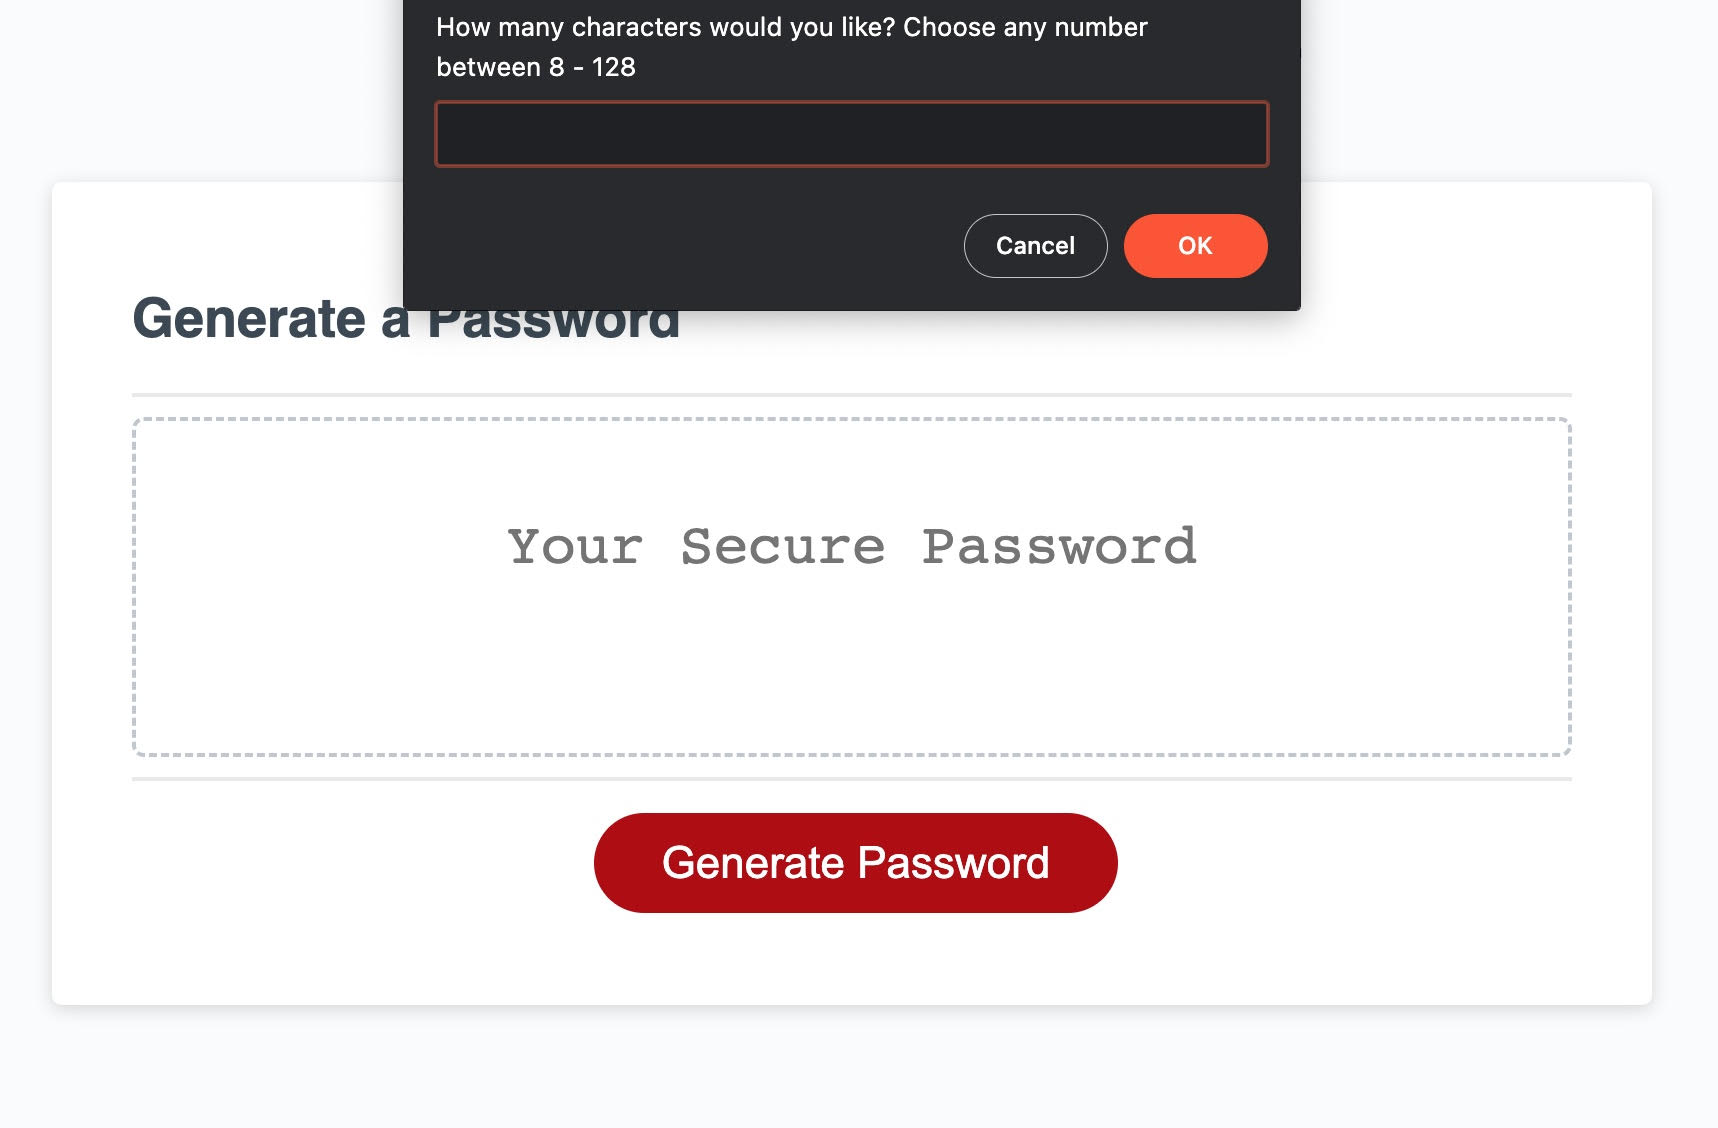 How many characters would you like? Choose any number
between 8 - 128
Cancel
OK
Generate a Password
Your Secure Password
Generate Password